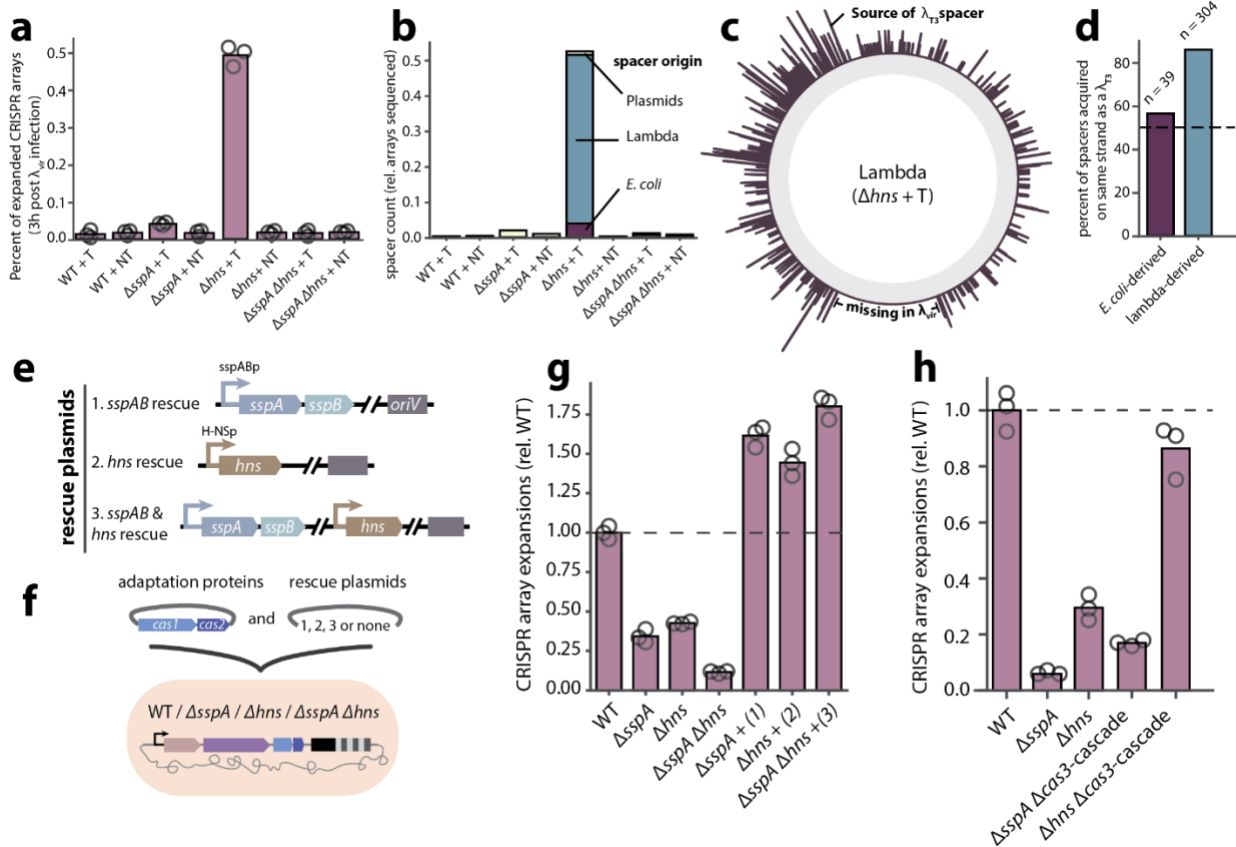 a
Percent of expanded CRISPR arrays
(3h post λvir infection)
0.5
0.4
0.3
0.2
0.1
0.0
WT + T
WT + NT
ΔsspA + T
ΔsspA + NT
Δhns + T
Δhns + NT
ΔsspA Δhns + T
ΔsspA Δhns + NT
b
spacer count (rel. arrays sequenced)
0.5
0.4
0.3
0.2
0.1
0.0
spacer origin
Plasmids
Lambda
E. coli
WT + T
WT + NT
ΔsspA + T
ΔsspA + NT
Δhns + T
Δhns + NT
ΔsspA Δhns + T
ΔsspA Δhns + NT
c
Source of λT3 spacer
Lambda
(Δhns + T)
missing in λvir
d
percent of spacers acquired
on same strand as a λT3
80
60
40
20
0
n = 39
n = 304
E. coli-derived
lambda-derived
e
rescue plasmids
1. sspAB rescue
sspABp
sspA
sspB
oriV
2. hns rescue
H-NSp
hns
3. sspAB &
hns rescue
sspA
sspB
hns
f
adaptation proteins
rescue plasmids
cas1
cas2
and
1, 2, 3 or none
WT / ΔsspA / Δhns / ΔsspA Δhns
g
CRISPR array expansions (rel. WT)
1.75
1.50
1.25
1.00
0.75
0.50
0.25
0.00
WT
ΔsspA
Δhns
ΔsspA Δhns
ΔsspA + (1)
Δhns + (2)
ΔsspA Δhns +(3)
h
CRISPR array expansions (rel. WT)
1.0
0.8
0.6
0.4
0.2
0.0
WT
ΔsspA
Δhns
ΔsspA Δcas3-cascade
Δhns Δcas3-cascade